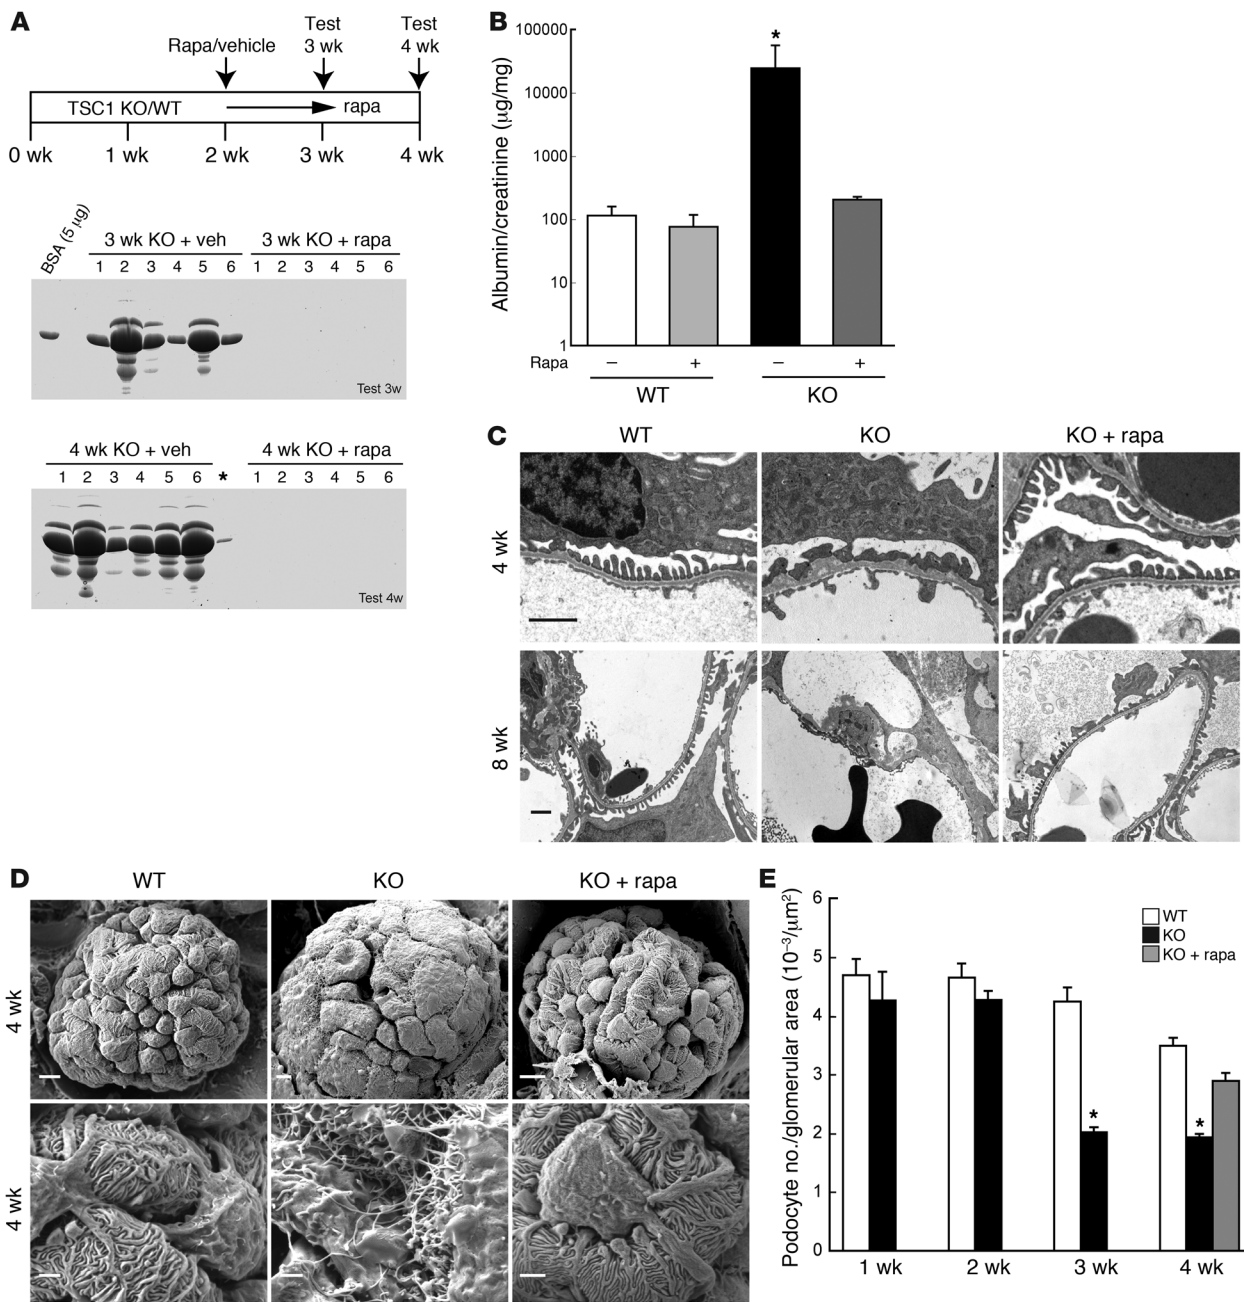 A
Test
Test
Rapa/vehicle
3 wk
4 wk
TSC1 KO/WT
rapa
0 wk
1 wk
2 wk
3 wk
4 wk
BSA (5 µg)
3 wk KO + veh
3 wk KO + rapa
1 2 3 4 5 6
1 2 3 4 5 6
Test 3w
4 wk KO + veh
4 wk KO + rapa
1 2 3 4 5 6 *
1 2 3 4 5 6
Test 4w
B
Albumin/creatinine (µg/mg)
100000
10000
1000
100
10
1
*
Rapa − + − +
WT
KO
C
WT
KO
KO + rapa
4 wk
8 wk
D
WT
KO
KO + rapa
4 wk
4 wk
E
Podocyte no./glomerular area (10⁻³/µm²)
6
5
4
3
2
1
0
WT
KO
KO + rapa
*
*
1 wk
2 wk
3 wk
4 wk